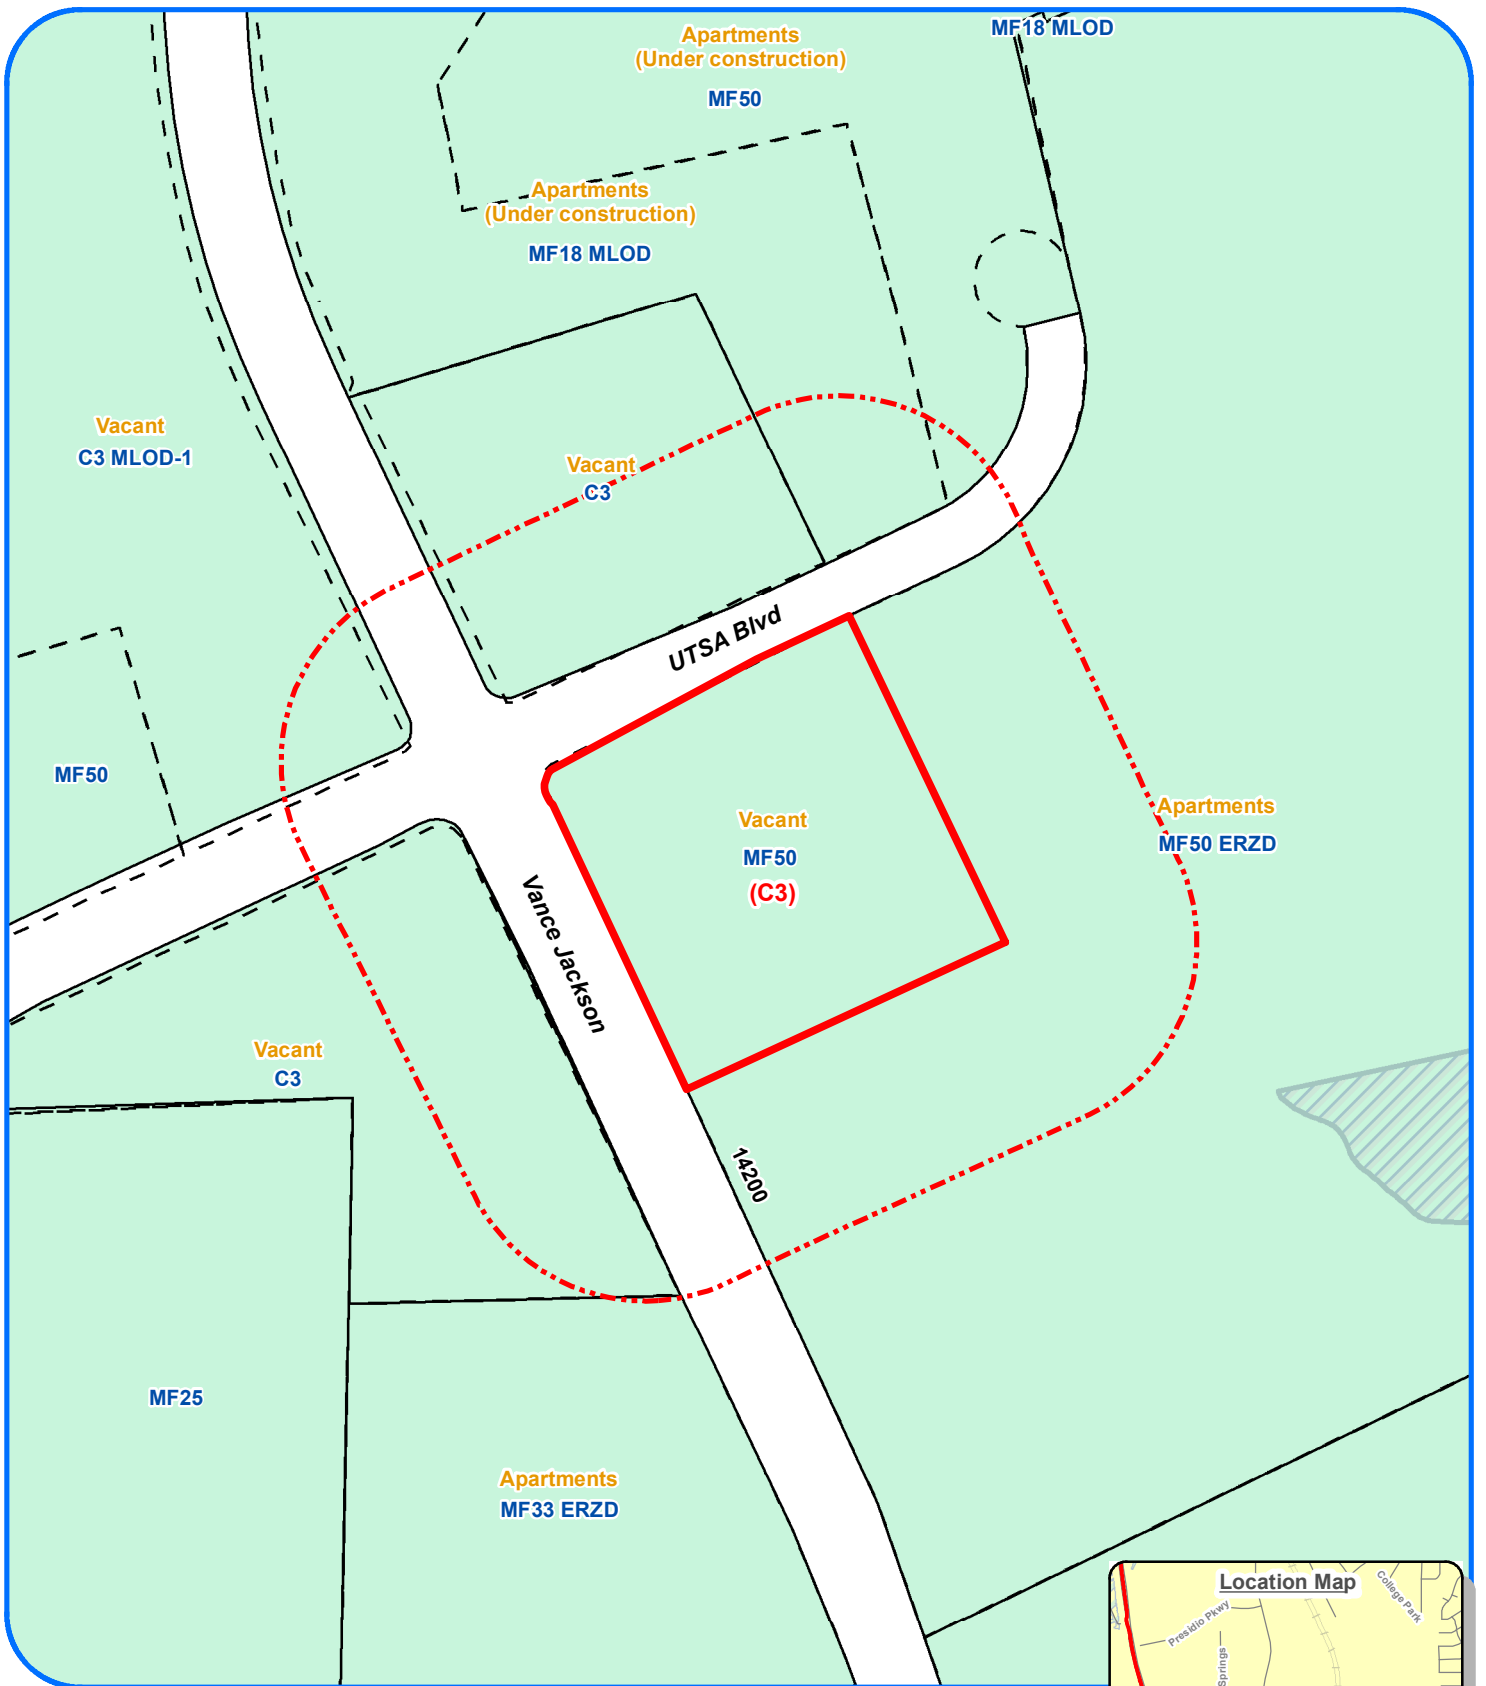 MF18 MLOD
Apartments
(Under construction)
MF50
Apartments
(Under construction)
MF18 MLOD
Vacant
C3 MLOD-1
Vacant
C3
UTSA Blvd
MF50
Vacant
MF50
(C3)
Apartments
MF50 ERZD
Vance Jackson
Vacant
C3
14200
MF25
Apartments
MF33 ERZD
Location Map
College Park
Presidio Pkwy
Springs